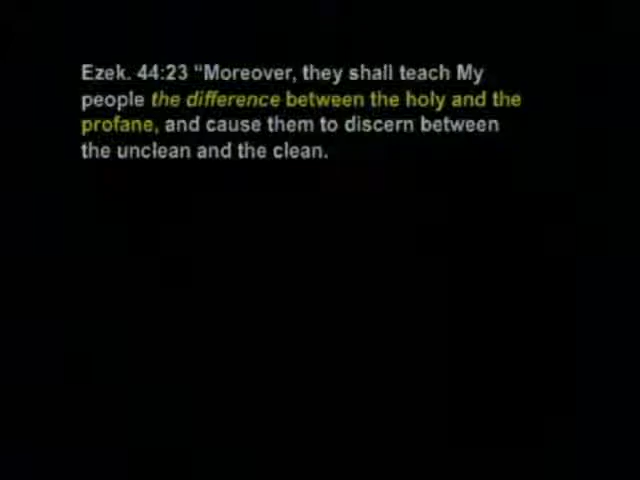 Ezek. 44:23 “Moreover, they shall teach My
people the difference between the holy and the
profane, and cause them to discern between
the unclean and the clean.